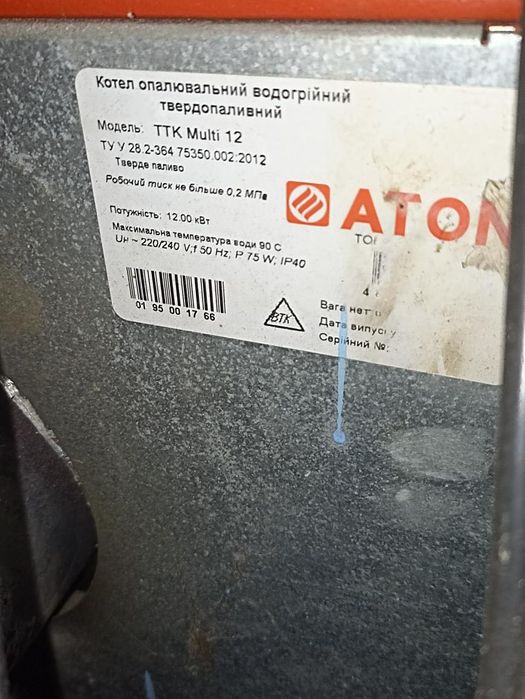 Котел опалювальний водогрійний
твердопаливний
Модель: ТТК Multi 12
ТУ У 28.2-364 75350.002:2012
Тверде паливо
Робочий тиск не більше 0,2 МПа
ATON
Потужність: 12.00 кВт
Максимальна температура води 90 С
Uн ~ 220/240 V;f 50 Hz; P 75 W; IP40
01 95 00 17 66
ВТК
Вага нетто
Дата випуску
Серійний №: